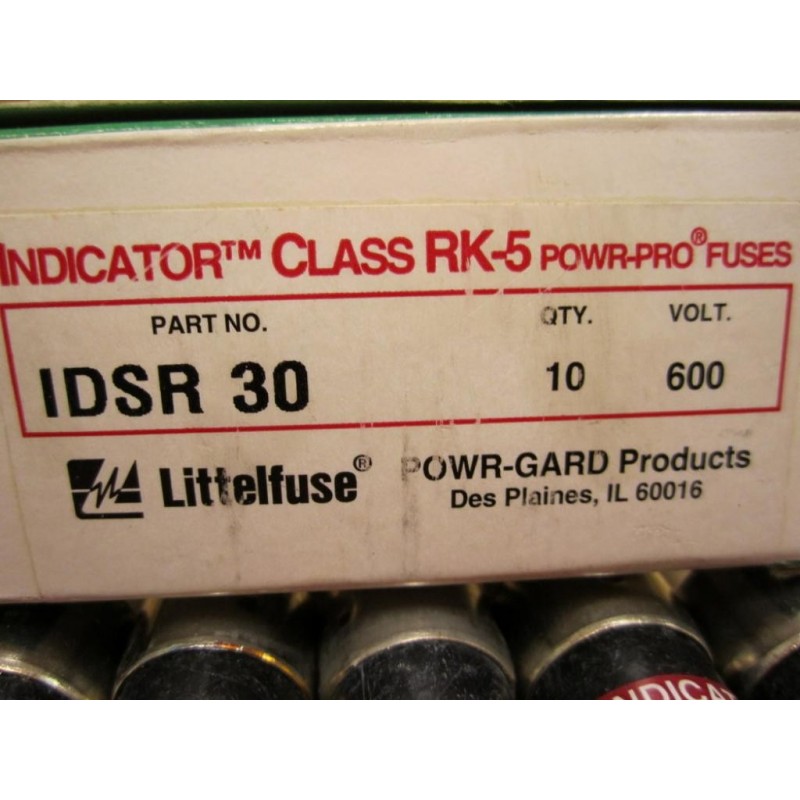 INDICATOR™ CLASS RK-5 POWR-PRO® FUSES
PART NO. QTY. VOLT.
IDSR 30 10 600
Littelfuse® POWR-GARD Products
Des Plaines, IL 60016
INDICAT